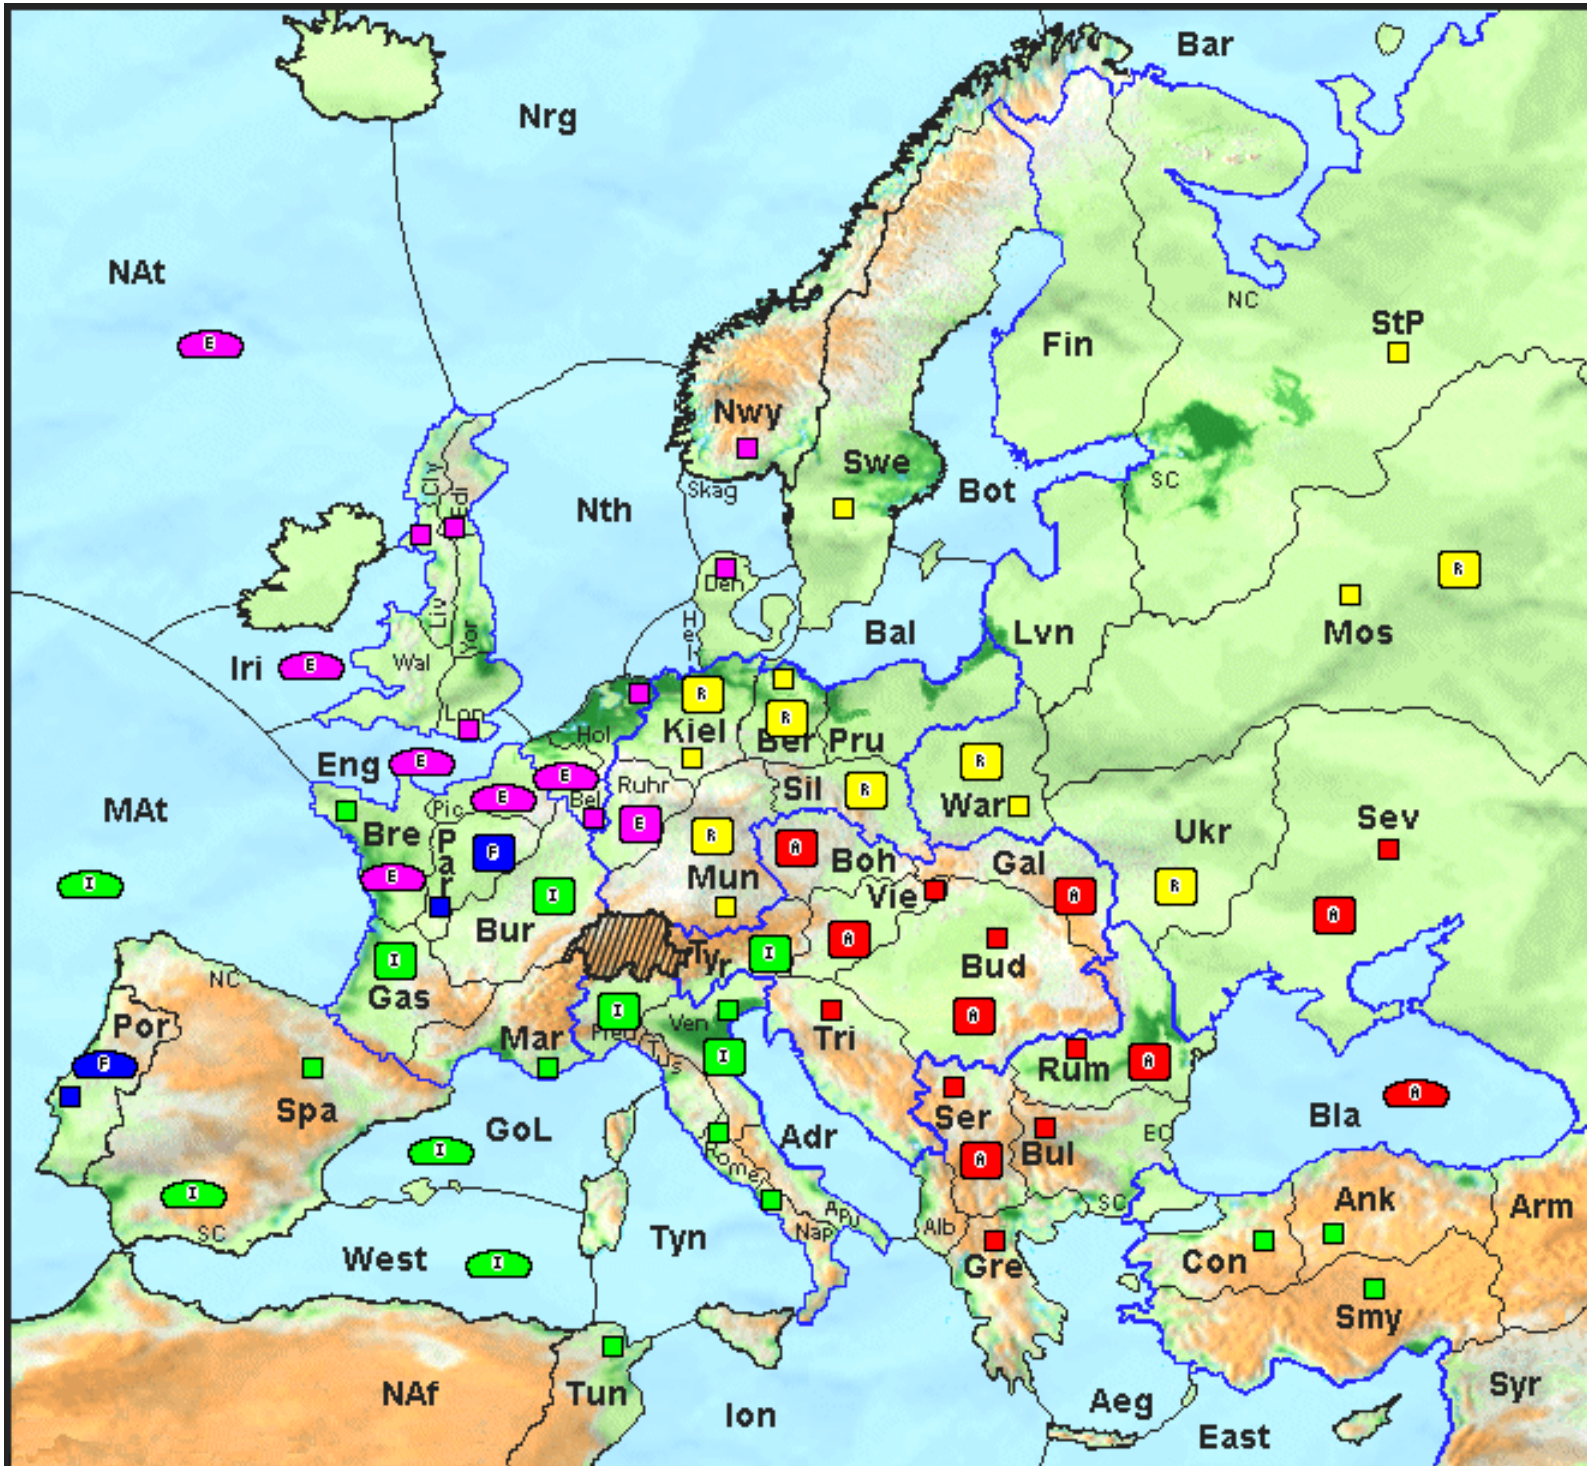 Bar
Nrg
NAt
E
NC
StP
Fin
Nwy
Swe
SC
Cly
Edi
Skag
Bot
Nth
Den
R
Hel
Bal
Lvn
Mos
Liv
Yor
Wal
Iri
E
R
Kiel
R
Ber
Pru
Lon
Hol
Eng
E
E
Ruhr
R
War
Sil
R
MAt
Pic
E
Bel
Bre
Par
F
E
R
A
Boh
Gal
Ukr
Sev
I
E
Mun
Vie
A
R
A
I
Bur
I
Tyr
I
A
Bud
NC
Gas
Por
I
Pied
Ven
Tri
A
F
Mar
Tus
I
Rum
A
Spa
Ser
A
Bla
GoL
Adr
Bul
EC
I
Rome
A
I
SC
Apu
Nap
Alb
SC
Ank
Arm
West
I
Tyn
Gre
Con
Smy
NAf
Tun
Ion
Aeg
East
Syr